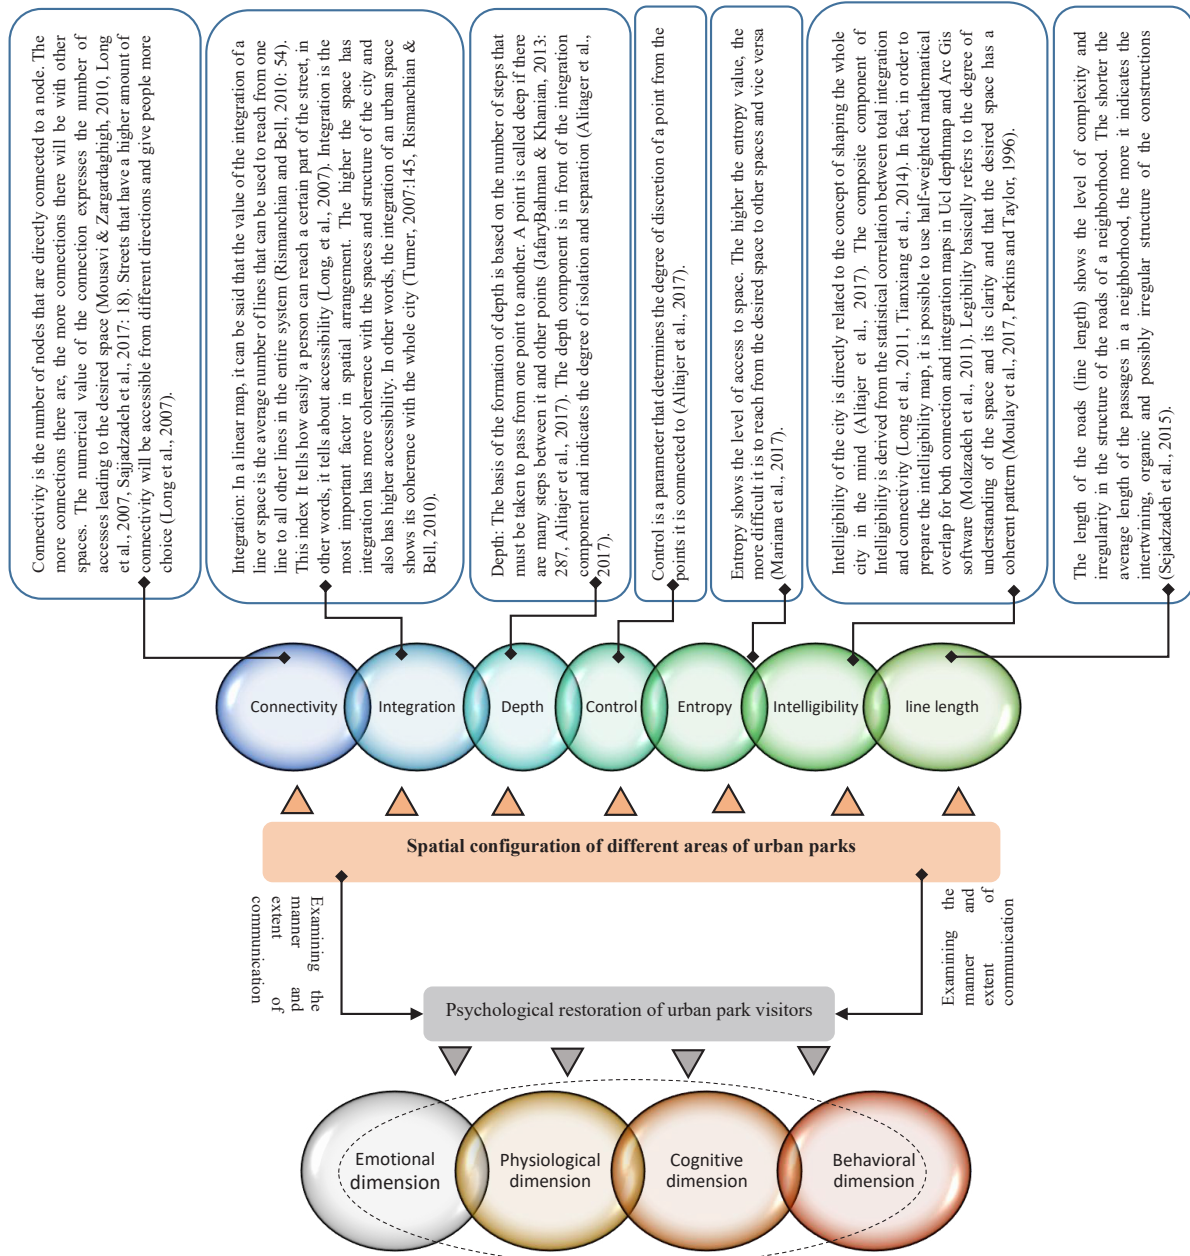 Connectivity is the number of nodes that are directly connected to a node. The
more connections there are, the more connections there will be with other
spaces. The numerical value of the connection expresses the number of
accesses leading to the desired space (Mousavi & Zargardaghigh, 2010, Long
et al., 2007, Sajjadzadeh et al., 2017: 18). Streets that have a higher amount of
connectivity will be accessible from different directions and give people more
choice (Long et al., 2007).
Integration: In a linear map, it can be said that the value of the integration of a
line or space is the average number of lines that can be used to reach from one
line to all other lines in the entire system (Rismanchian and Bell, 2010: 54).
This index It tells how easily a person can reach a certain part of the street, in
other words, it tells about accessibility (Long, et al., 2007). Integration is the
most important factor in spatial arrangement. The higher the space has
integration has more coherence with the spaces and structure of the city and
also has higher accessibility. In other words, the integration of an urban space
shows its coherence with the whole city (Turner, 2007:145, Rismanchian &
Bell, 2010).
Depth: The basis of the formation of depth is based on the number of steps that
must be taken to pass from one point to another. A point is called deep if there
are many steps between it and other points (JafaryBahman & Khanian, 2013:
287, Alitajer et al., 2017). The depth component is in front of the integration
component and indicates the degree of isolation and separation (Alitager et al.,
2017).
Control is a parameter that determines the degree of discretion of a point from the
points it is connected to (Alitajer et al., 2017).
Entropy shows the level of access to space. The higher the entropy value, the
more difficult it is to reach from the desired space to other spaces and vice versa
(Mariana et al., 2017).
Intelligibility of the city is directly related to the concept of shaping the whole
city in the mind (Alitajer et al., 2017). The composite component of
Intelligibility is derived from the statistical correlation between total integration
and connectivity (Long et al., 2011, Tianxiang et al., 2014). In fact, in order to
prepare the intelligibility map, it is possible to use half-weighted mathematical
overlap for both connection and integration maps in Ucl depthmap and Arc Gis
software (Molazadeh et al., 2011). Legibility basically refers to the degree of
understanding of the space and its clarity and that the desired space has a
coherent pattern (Moulay et al., 2017, Perkins and Taylor, 1996).
The length of the roads (line length) shows the level of complexity and
irregularity in the structure of the roads of a neighborhood. The shorter the
average length of the passages in a neighborhood, the more it indicates the
intertwining, organic and possibly irregular structure of the constructions
(Sejadzadeh et al., 2015).
Connectivity
Integration
Depth
Control
Entropy
Intelligibility
line length
Spatial configuration of different areas of urban parks
Examining the
manner and
extent of
communication
Examining the
manner and
extent of
communication
Psychological restoration of urban park visitors
Emotional
dimension
Physiological
dimension
Cognitive
dimension
Behavioral
dimension